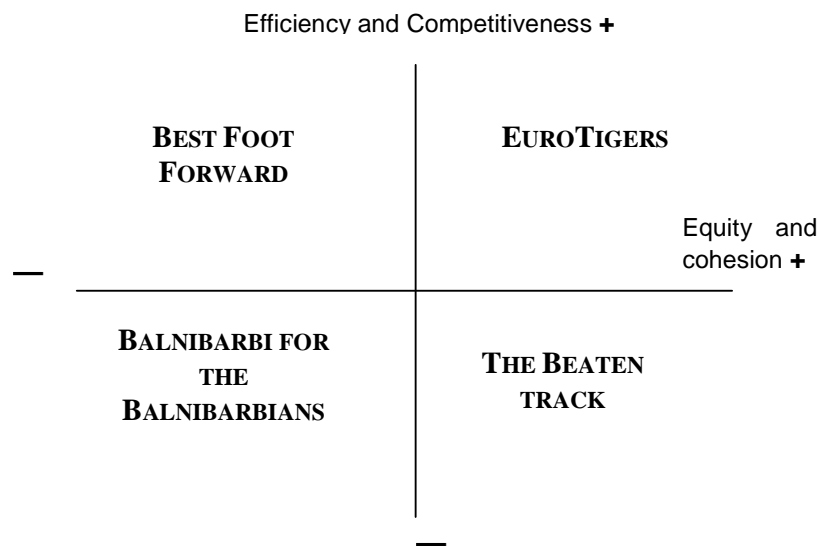 Efficiency and Competitiveness +
BEST FOOT
FORWARD
EUROTIGERS
Equity and
cohesion +
—
BALNIBARBI FOR
THE
BALNIBARBIANS
THE BEATEN
TRACK
—